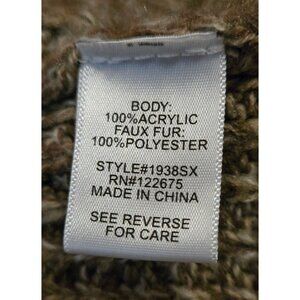 BODY:
100%ACRYLIC
FAUX FUR:
100%POLYESTER
STYLE#1938SX
RN#122675
MADE IN CHINA
SEE REVERSE
FOR CARE